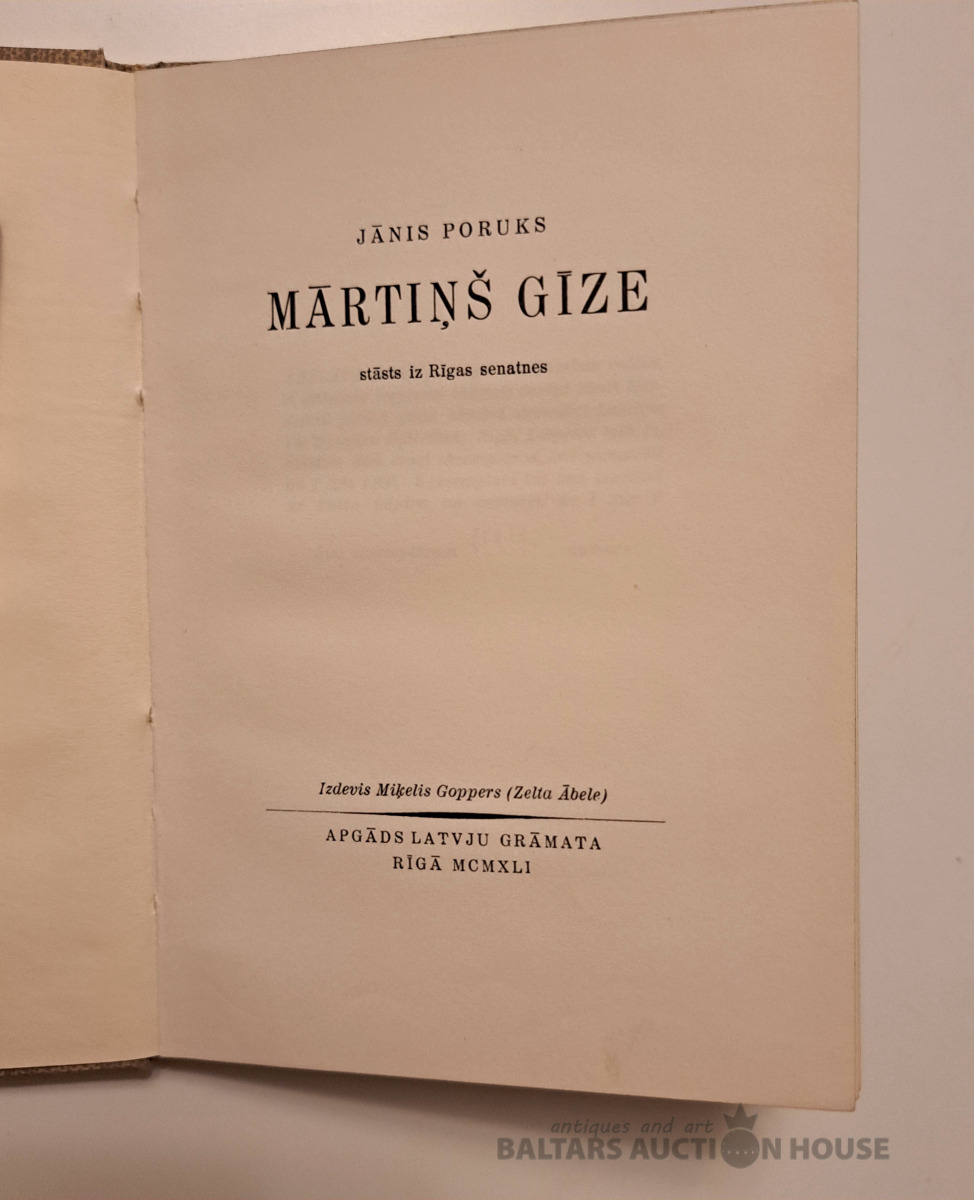 JĀNIS PORUKS
MĀRTIŅŠ GĪZE
stāsts iz Rīgas senatnes
Izdevis Miķelis Goppers (Zelta Ābele)
APGĀDS LATVJU GRĀMATA
RĪGĀ MCMXLI
antiques and art
BALTARS AUCTION HOUSE